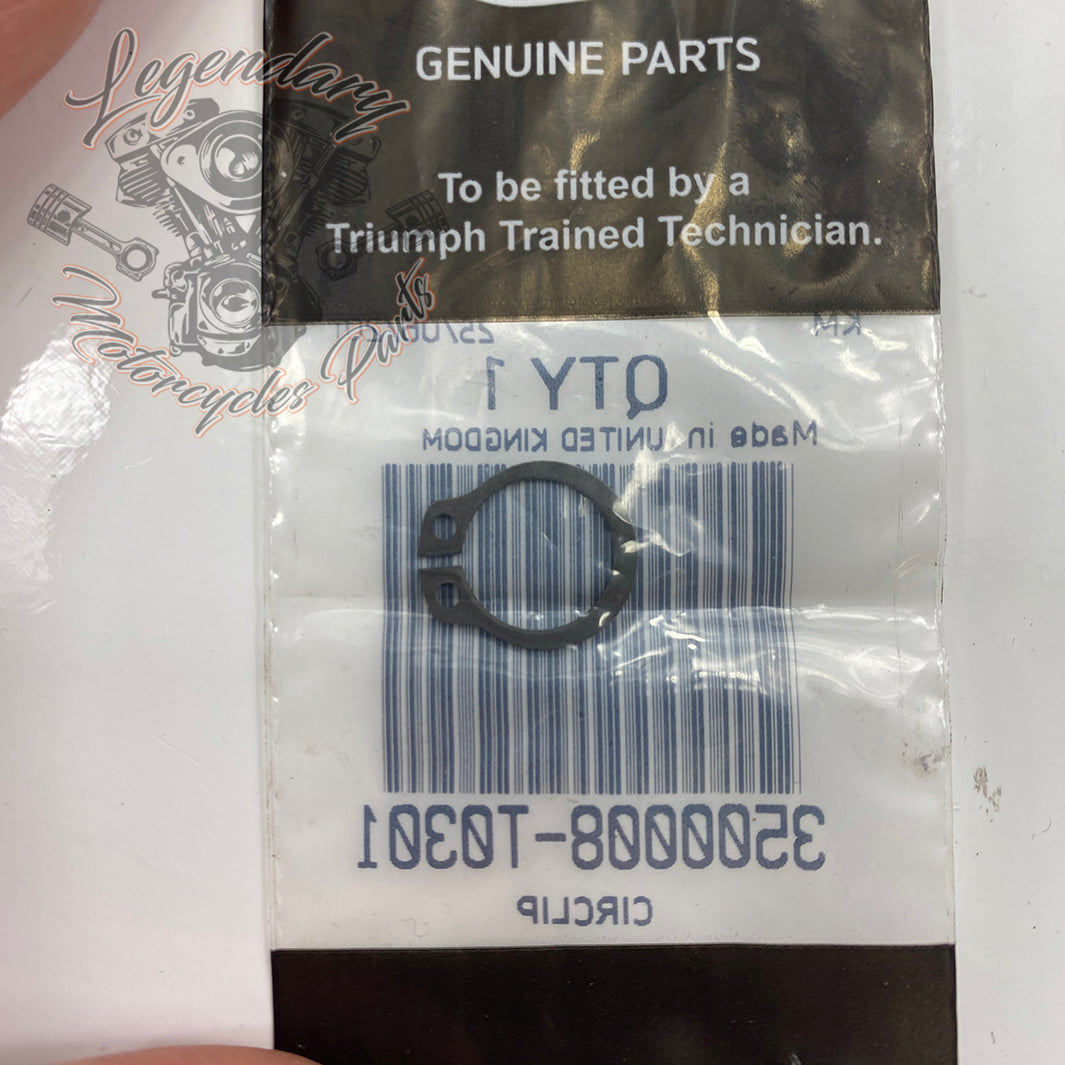 Legendary
Motorcycles Parts
GENUINE PARTS
To be fitted by a
Triumph Trained Technician.
KM
QTY 1
Made in UNITED KINGDOM
3500008-T0301
CIRCLIP